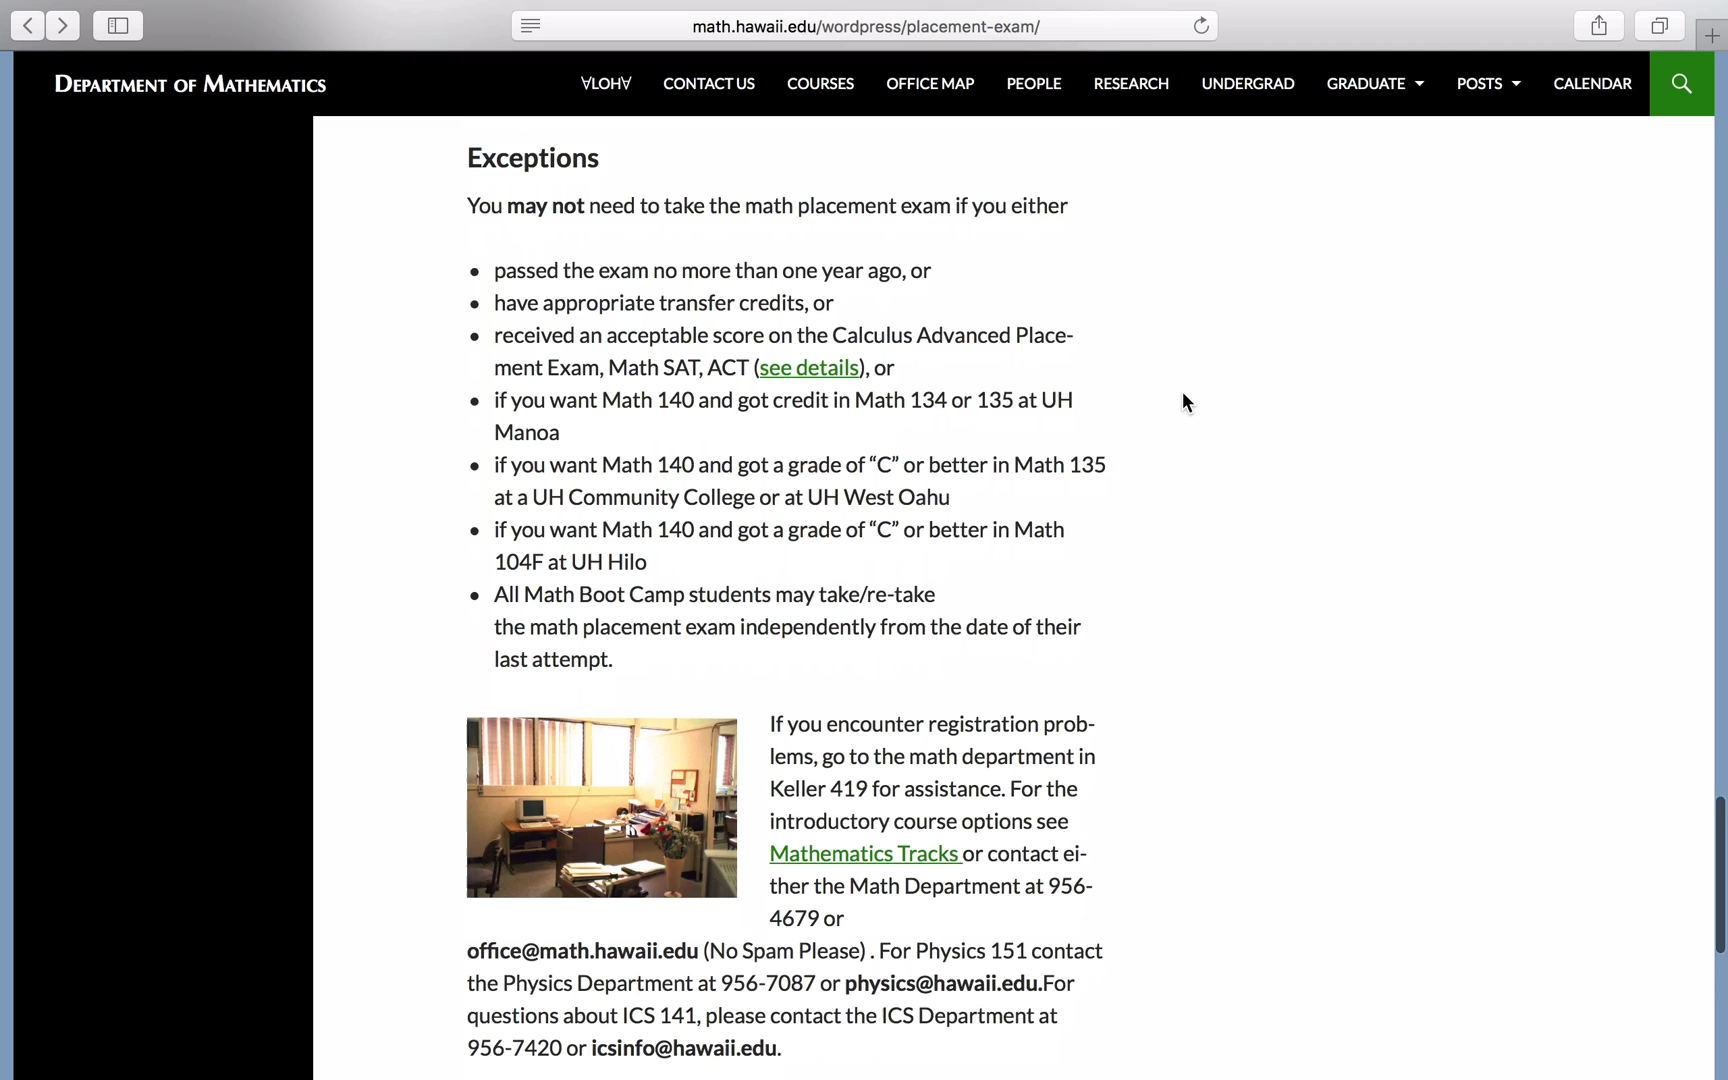 math.hawaii.edu/wordpress/placement-exam/
DEPARTMENT OF MATHEMATICS
∀LOH∀ CONTACT US COURSES OFFICE MAP PEOPLE RESEARCH UNDERGRAD GRADUATE POSTS CALENDAR
Exceptions
You may not need to take the math placement exam if you either
• passed the exam no more than one year ago, or
• have appropriate transfer credits, or
• received an acceptable score on the Calculus Advanced Place-
ment Exam, Math SAT, ACT (see details), or
• if you want Math 140 and got credit in Math 134 or 135 at UH
Manoa
• if you want Math 140 and got a grade of “C” or better in Math 135
at a UH Community College or at UH West Oahu
• if you want Math 140 and got a grade of “C” or better in Math
104F at UH Hilo
• All Math Boot Camp students may take/re-take
the math placement exam independently from the date of their
last attempt.
If you encounter registration prob-
lems, go to the math department in
Keller 419 for assistance. For the
introductory course options see
Mathematics Tracks or contact ei-
ther the Math Department at 956-
4679 or
office@math.hawaii.edu (No Spam Please) . For Physics 151 contact
the Physics Department at 956-7087 or physics@hawaii.edu.For
questions about ICS 141, please contact the ICS Department at
956-7420 or icsinfo@hawaii.edu.